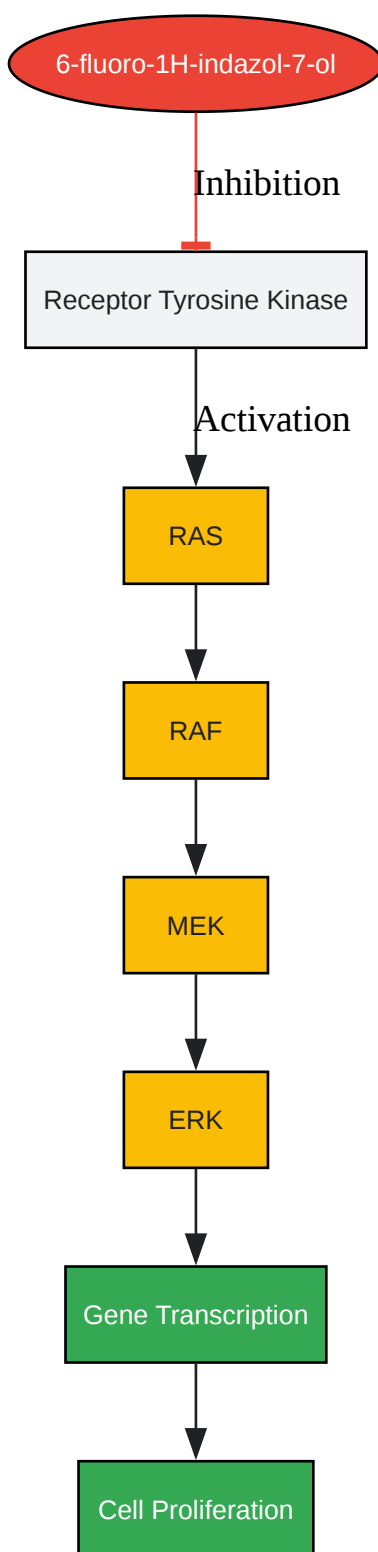 6-fluoro-1H-indazol-7-ol
Inhibition
Receptor Tyrosine Kinase
Activation
RAS
RAF
MEK
ERK
Gene Transcription
Cell Proliferation